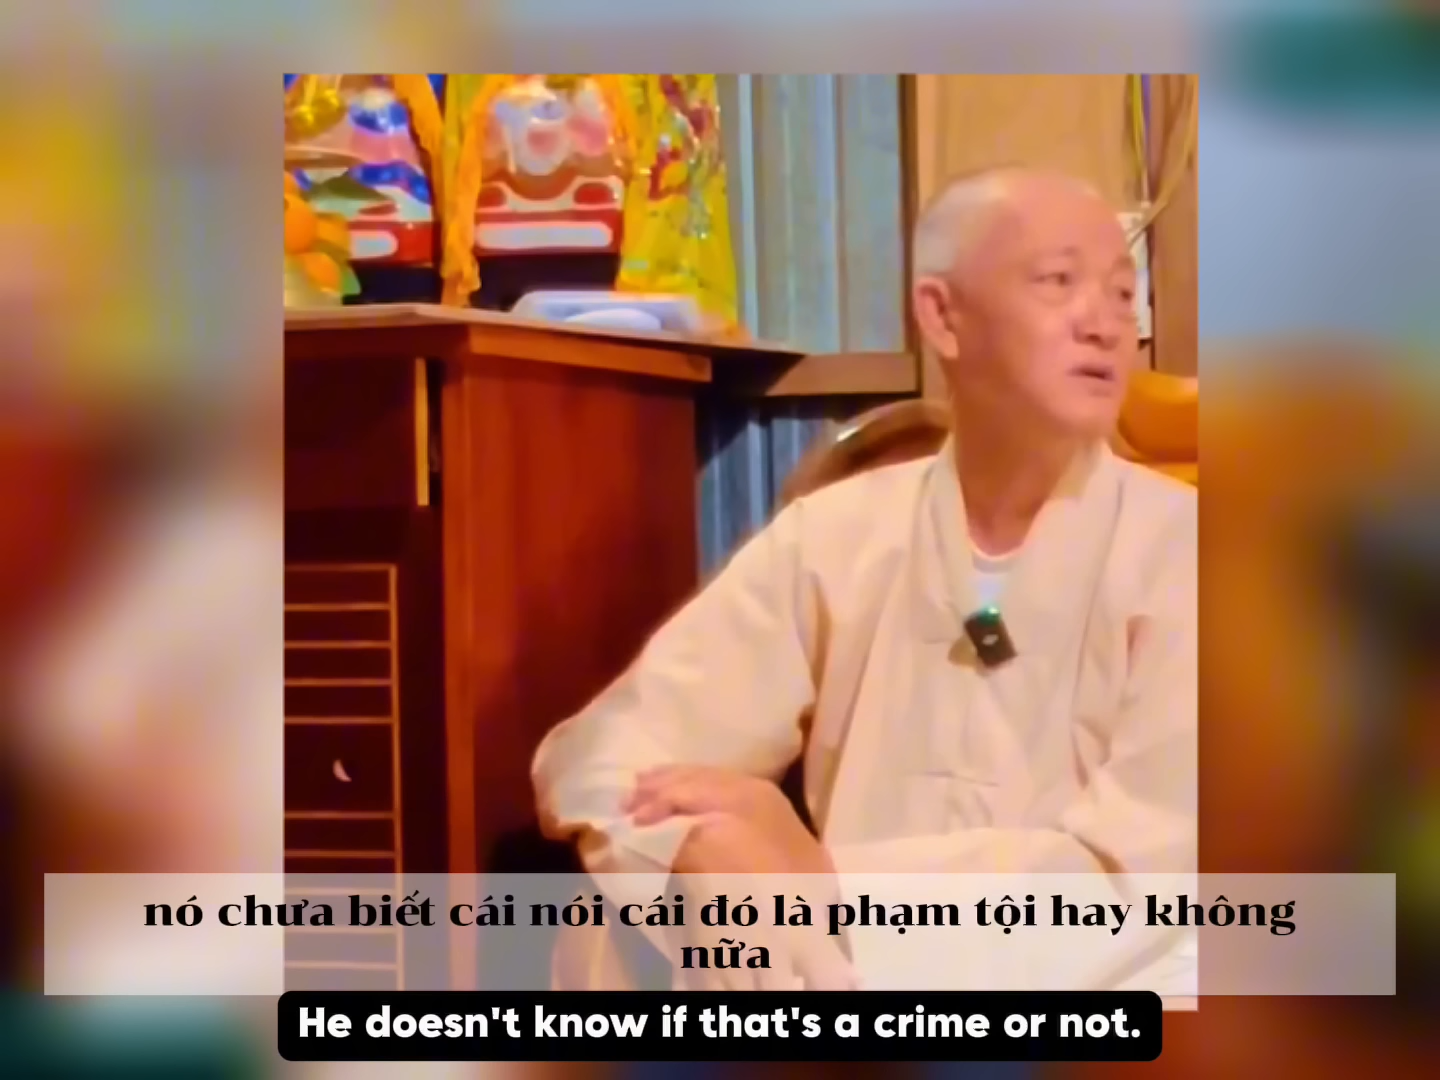 nó chưa biết cái nói cái đó là phạm tội hay không
nữa
He doesn't know if that's a crime or not.